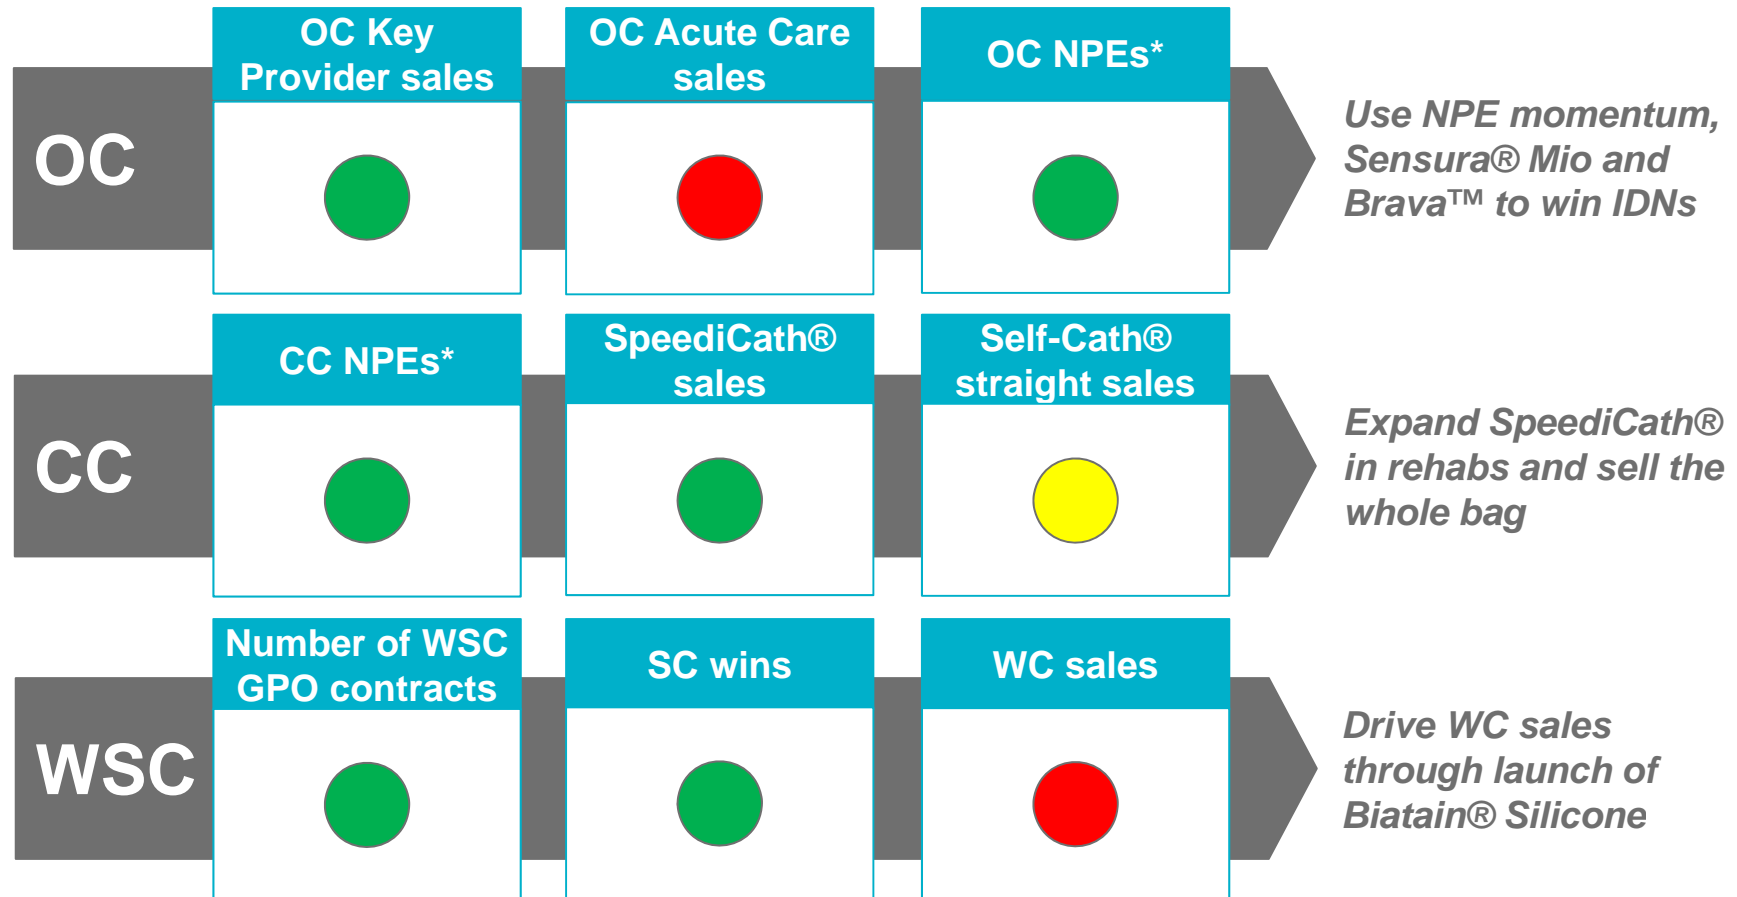 OC Key
Provider sales
OC Acute Care
sales
OC NPEs*
OC
Use NPE momentum,
Sensura® Mio and
Brava™ to win IDNs
CC NPEs*
SpeediCath®
sales
Self-Cath®
straight sales
CC
Expand SpeediCath®
in rehabs and sell the
whole bag
Number of WSC
GPO contracts
SC wins
WC sales
WSC
Drive WC sales
through launch of
Biatain® Silicone